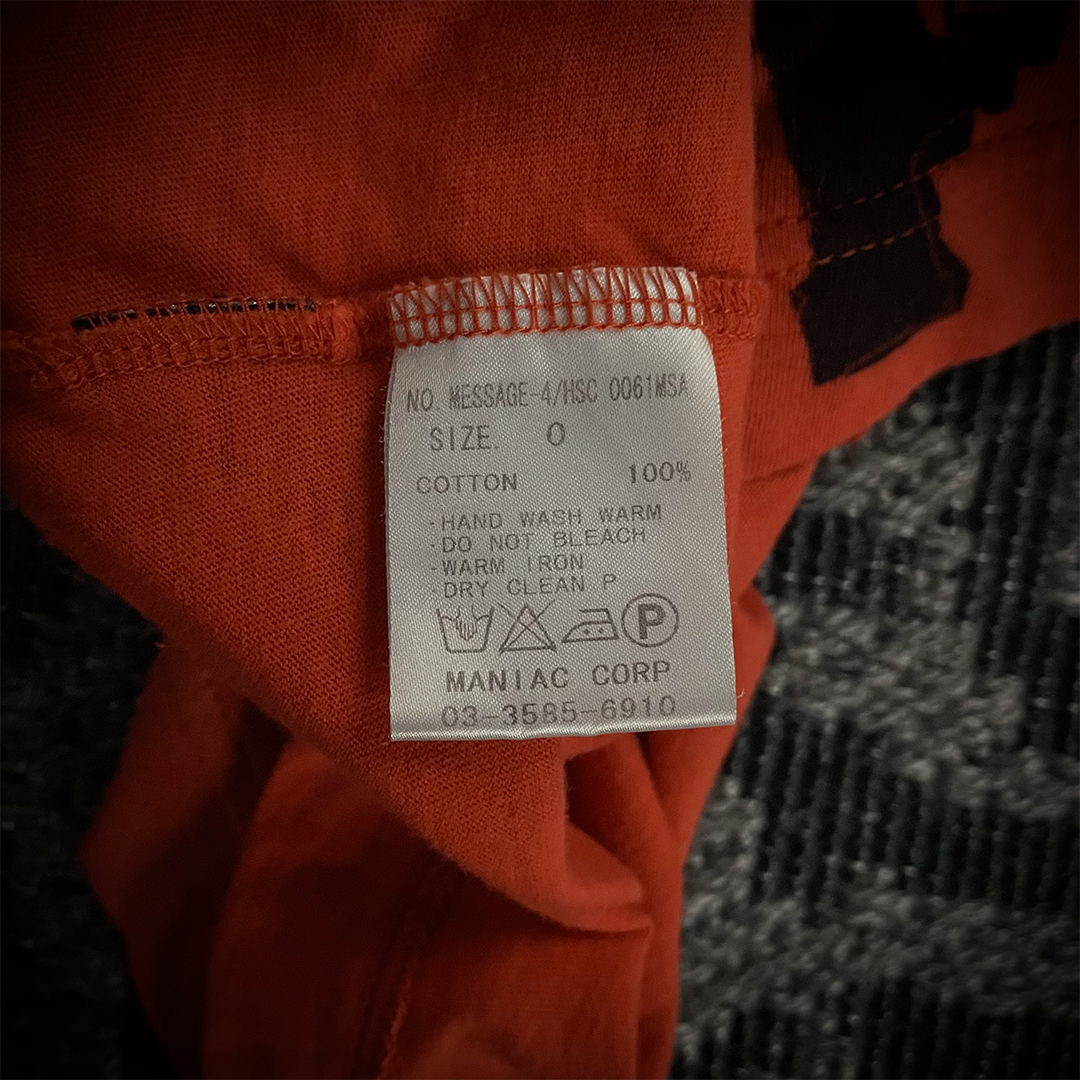 NO. MESSAGE-4/HSC 0061MSA
SIZE. 0
COTTON 100%
·HAND WASH WARM
·DO NOT BLEACH
·WARM IRON
·DRY CLEAN P
P
MANIAC CORP
03-3585-6910